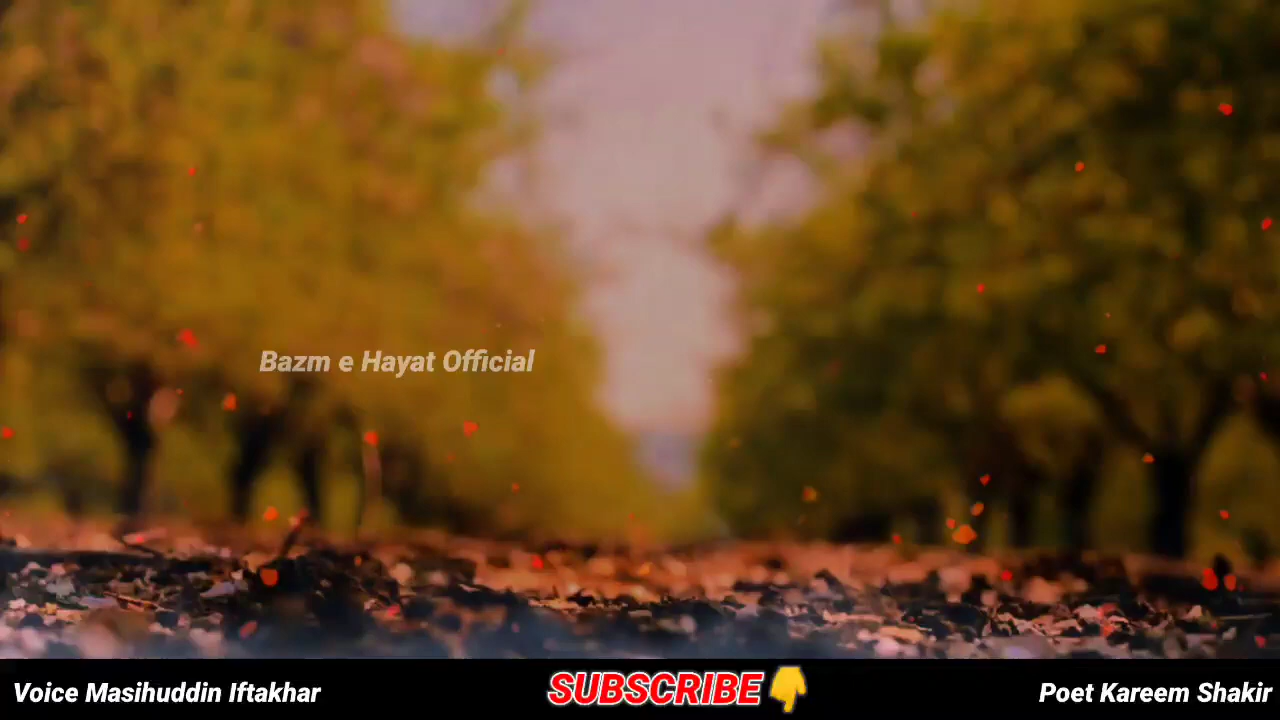 Bazm e Hayat Official
Voice Masihuddin Iftakhar
SUBSCRIBE👇
Poet Kareem Shakir